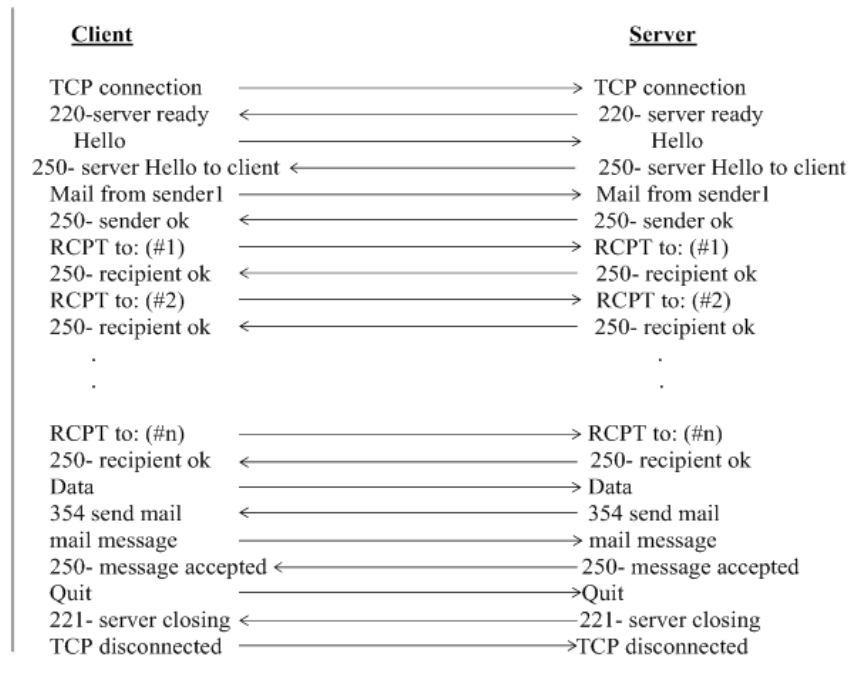 Client Server
TCP connection TCP connection
220-server ready 220- server ready
Hello Hello
250- server Hello to client 250- server Hello to client
Mail from sender1 Mail from sender1
250- sender ok 250- sender ok
RCPT to: (#1) RCPT to: (#1)
250- recipient ok 250- recipient ok
RCPT to: (#2) RCPT to: (#2)
250- recipient ok 250- recipient ok
. .
. .
RCPT to: (#n) RCPT to: (#n)
250- recipient ok 250- recipient ok
Data Data
354 send mail 354 send mail
mail message mail message
250- message accepted 250- message accepted
Quit Quit
221- server closing 221- server closing
TCP disconnected TCP disconnected